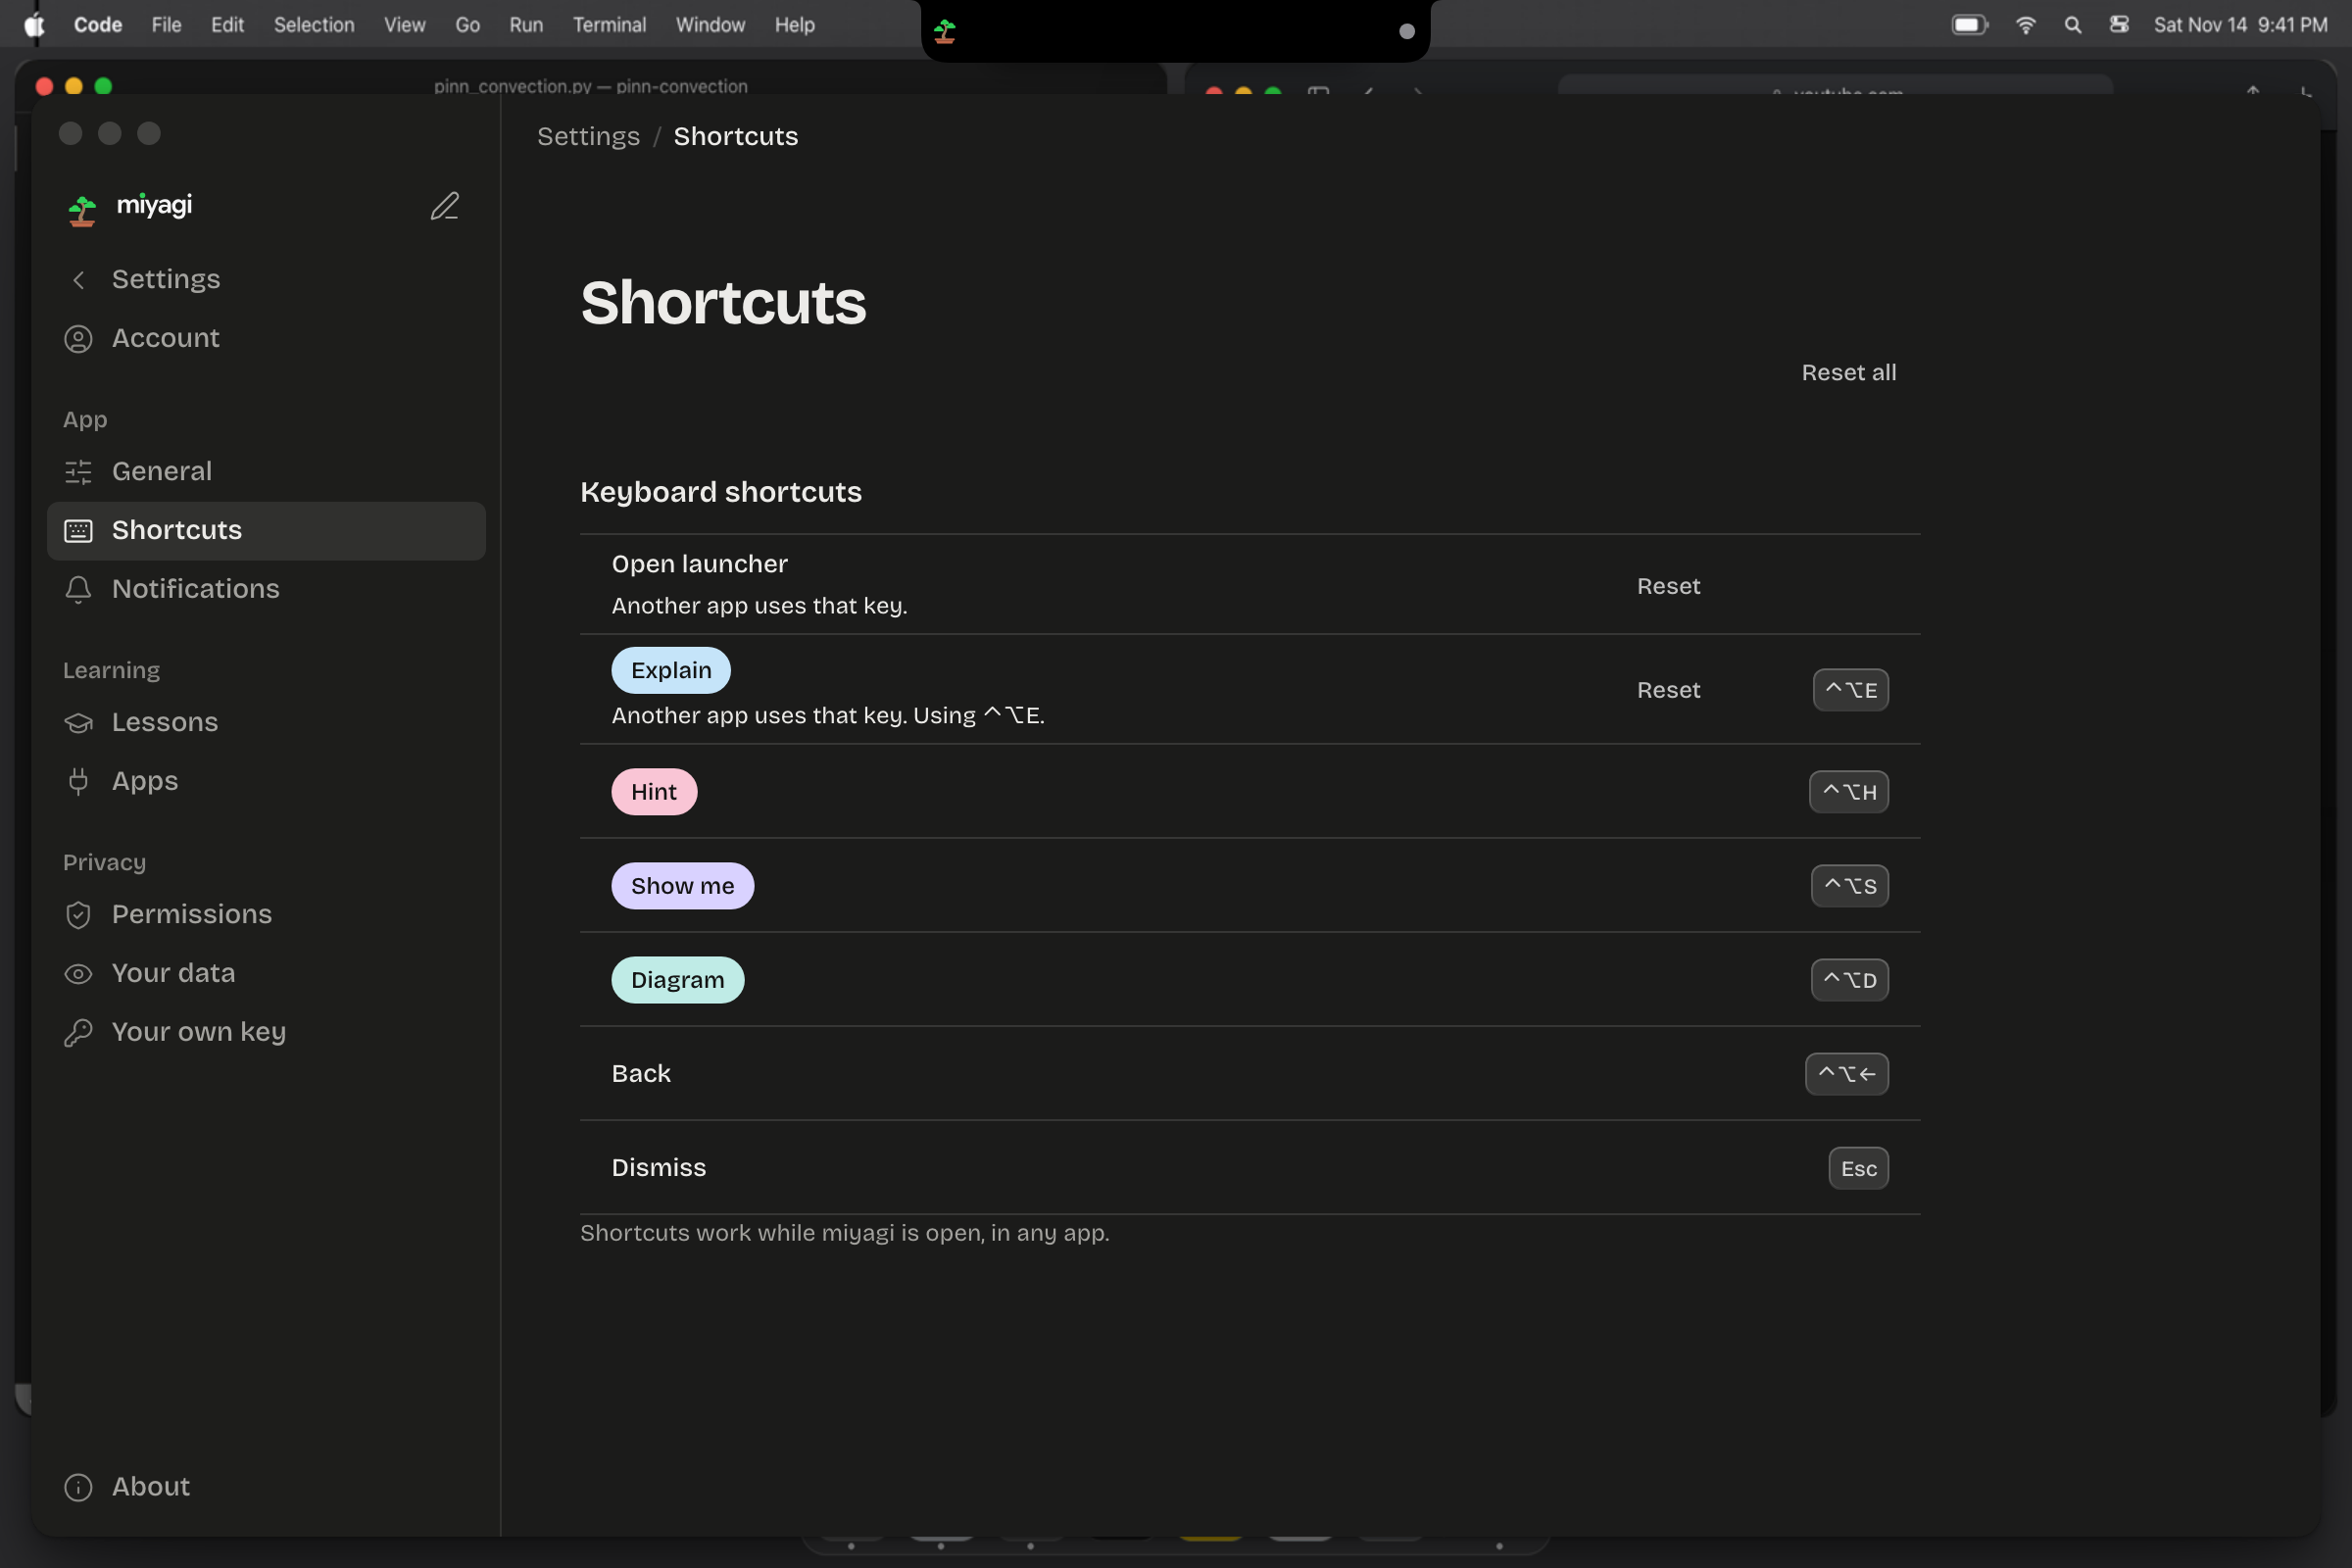 Code File Edit Selection View Go Run Terminal Window Help
Sat Nov 14 9:41 PM
pinn_convection.py — pinn-convection
miyagi
Settings
Account
App
General
Shortcuts
Notifications
Learning
Lessons
Apps
Privacy
Permissions
Your data
Your own key
About
Settings / Shortcuts
Shortcuts
Reset all
Keyboard shortcuts
Open launcher
Another app uses that key.
Reset
Explain
Another app uses that key. Using ⌃⌥E.
Reset
⌃⌥E
Hint
⌃⌥H
Show me
⌃⌥S
Diagram
⌃⌥D
Back
⌃⌥←
Dismiss
Esc
Shortcuts work while miyagi is open, in any app.